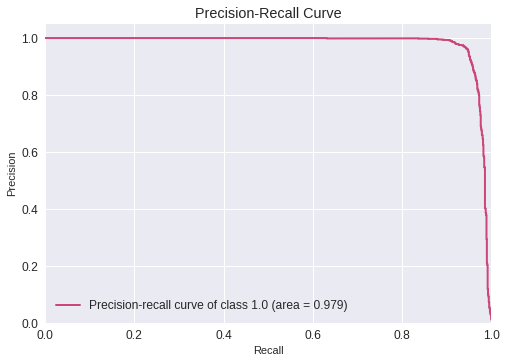 Precision-Recall Curve
1.0
0.8
0.6
0.4
0.2
0.0
Precision
Precision-recall curve of class 1.0 (area = 0.979)
0.0 0.2 0.4 0.6 0.8 1.0
Recall